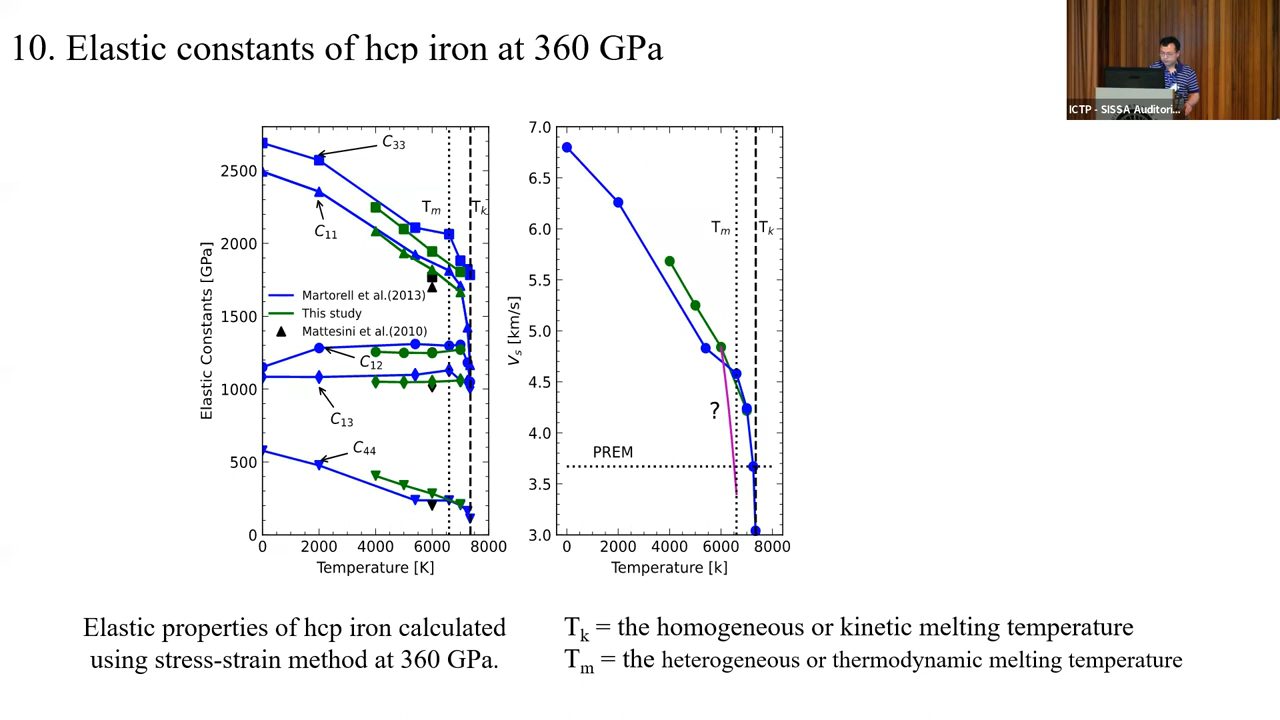 10. Elastic constants of hcp iron at 360 GPa
ICTP - SISSA Auditori...
Elastic Constants [GPa]
2500
2000
1500
1000
500
0
C33
C11
Tm
Tk
Martorell et al.(2013)
This study
Mattesini et al.(2010)
C12
C13
C44
0 2000 4000 6000 8000
Temperature [K]
Vs [km/s]
7.0
6.5
6.0
5.5
5.0
4.5
4.0
3.5
3.0
Tm
Tk
?
PREM
0 2000 4000 6000 8000
Temperature [k]
Elastic properties of hcp iron calculated
using stress-strain method at 360 GPa.
Tk = the homogeneous or kinetic melting temperature
Tm = the heterogeneous or thermodynamic melting temperature